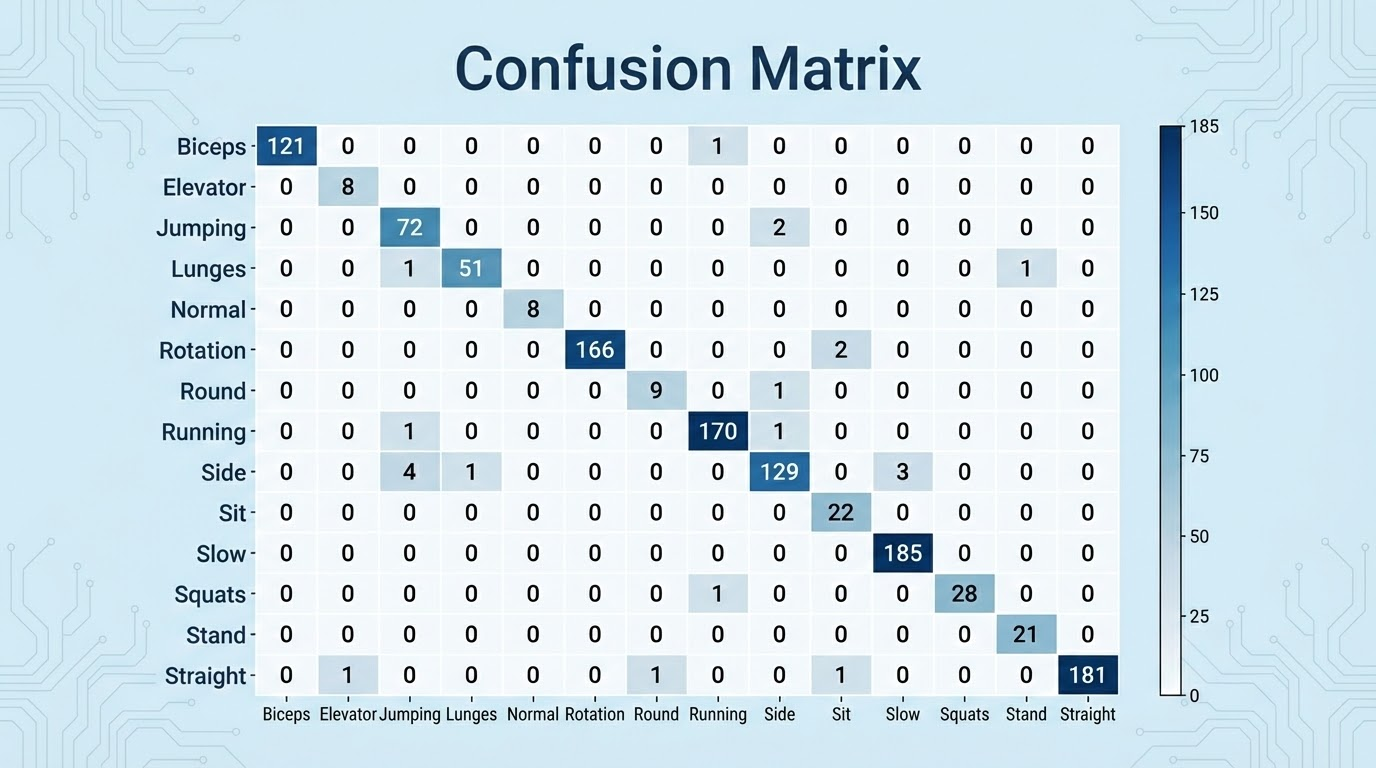 Confusion Matrix
Biceps 121 0 0 0 0 0 0 1 0 0 0 0 0 0
Elevator 0 8 0 0 0 0 0 0 0 0 0 0 0 0
Jumping 0 0 72 0 0 0 0 0 2 0 0 0 0 0
Lunges 0 0 1 51 0 0 0 0 0 0 0 0 1 0
Normal 0 0 0 0 8 0 0 0 0 0 0 0 0 0
Rotation 0 0 0 0 0 166 0 0 0 2 0 0 0 0
Round 0 0 0 0 0 0 9 0 1 0 0 0 0 0
Running 0 0 1 0 0 0 0 170 1 0 0 0 0 0
Side 0 0 4 1 0 0 0 0 129 0 3 0 0 0
Sit 0 0 0 0 0 0 0 0 0 22 0 0 0 0
Slow 0 0 0 0 0 0 0 0 0 0 185 0 0 0
Squats 0 0 0 0 0 0 0 1 0 0 0 28 0 0
Stand 0 0 0 0 0 0 0 0 0 0 0 0 21 0
Straight 0 1 0 0 0 0 1 0 0 1 0 0 0 181
Biceps Elevator Jumping Lunges Normal Rotation Round Running Side Sit Slow Squats Stand Straight
185
150
125
100
75
50
25
0